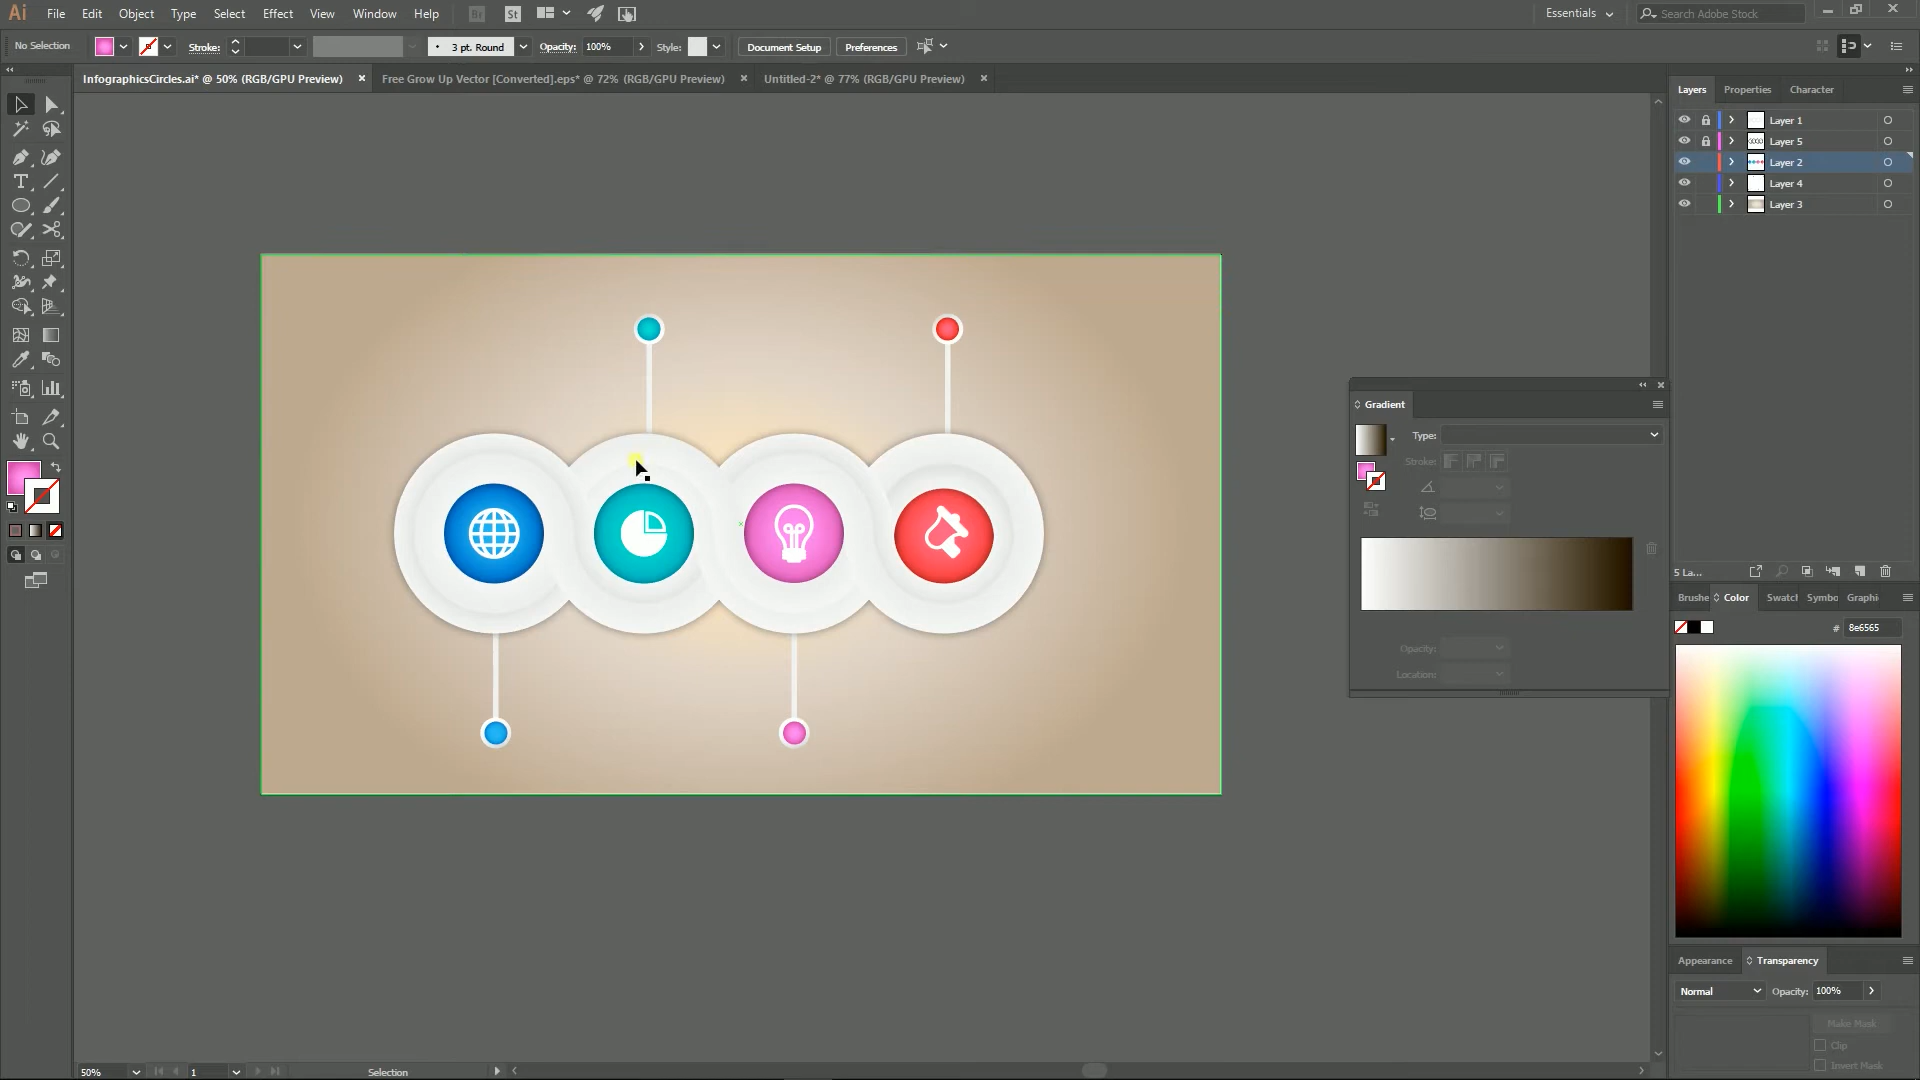 Ai File Edit Object Type Select Effect View Window Help Br St Essentials Search Adobe Stock
No Selection Stroke: 3 pt. Round Opacity: 100% Style: Document Setup Preferences
InfographicsCircles.ai* @ 50% (RGB/GPU Preview) Free Grow Up Vector [Converted].eps* @ 72% (RGB/GPU Preview) Untitled-2* @ 77% (RGB/GPU Preview)
Layers Properties Character
Layer 1
Layer 5
Layer 2
Layer 4
Layer 3
Gradient
Type:
Stroke:
Opacity:
Location:
5 La...
Brushe Color Swatch Symbo Graphi
# 8e6565
Appearance Transparency
Normal Opacity: 100%
Make Mask
Clip
Invert Mask
50% 1 Selection